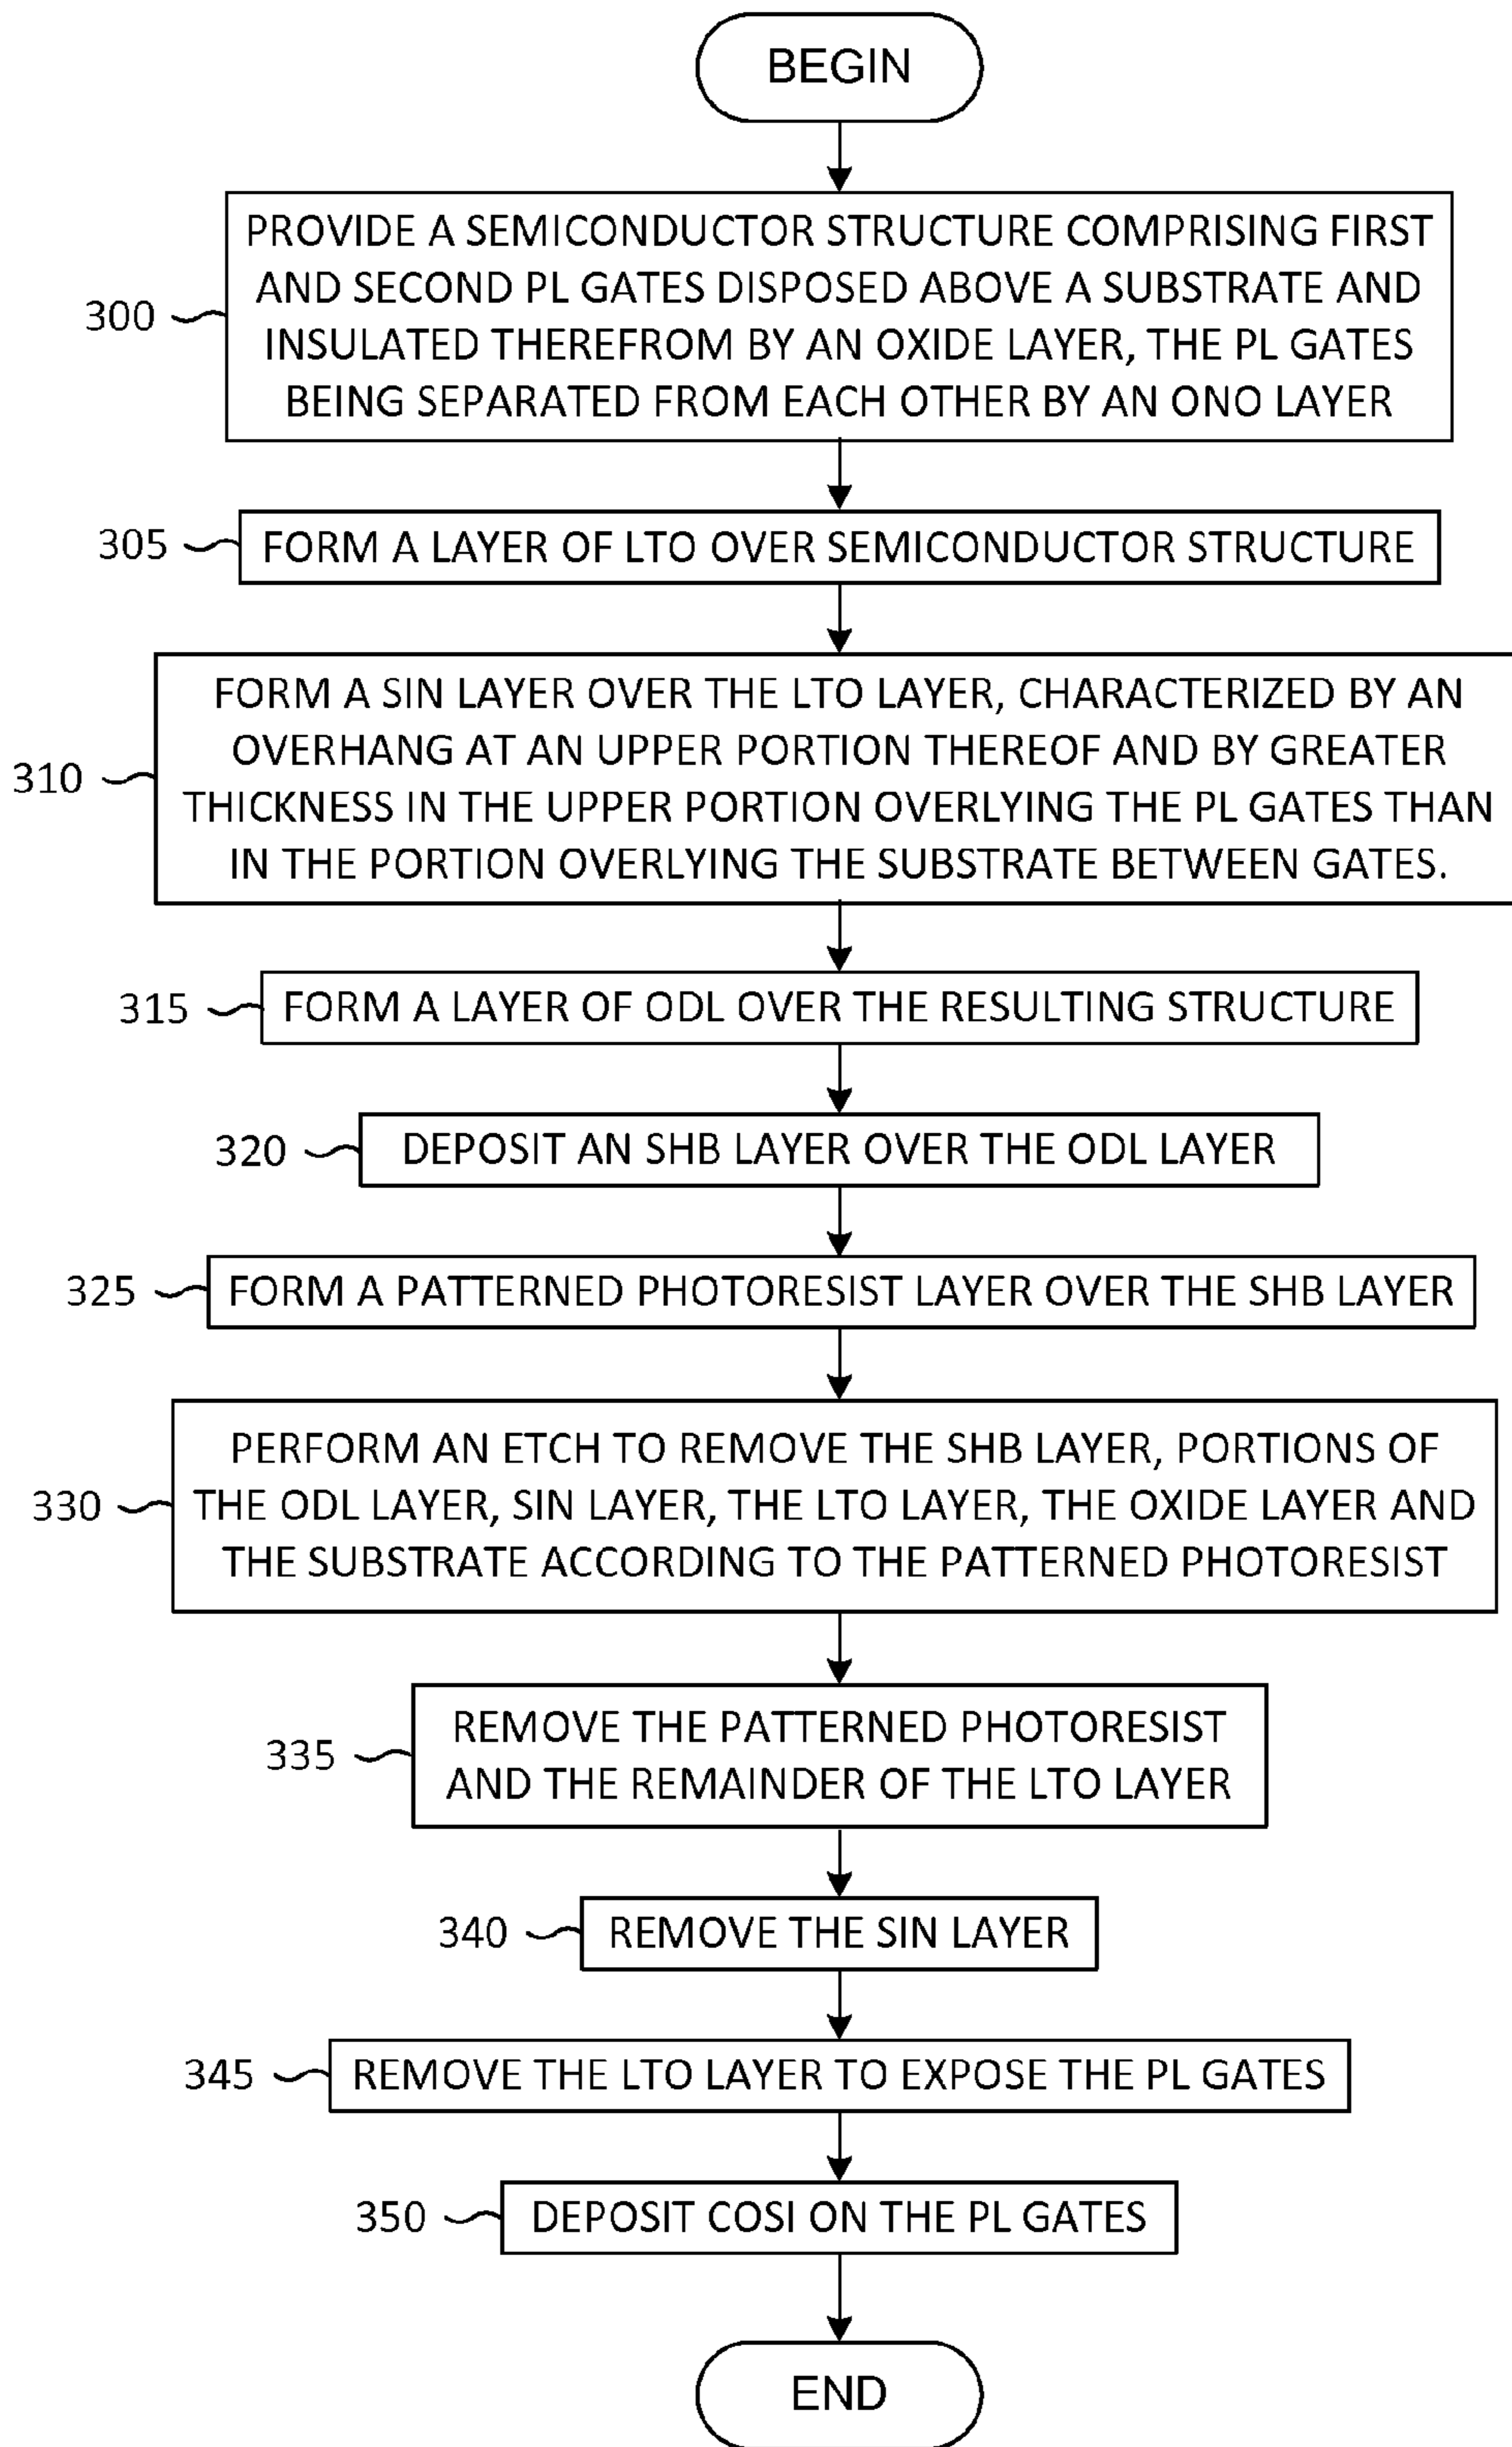 BEGIN
300
PROVIDE A SEMICONDUCTOR STRUCTURE COMPRISING FIRST
AND SECOND PL GATES DISPOSED ABOVE A SUBSTRATE AND
INSULATED THEREFROM BY AN OXIDE LAYER, THE PL GATES
BEING SEPARATED FROM EACH OTHER BY AN ONO LAYER
305
FORM A LAYER OF LTO OVER SEMICONDUCTOR STRUCTURE
310
FORM A SIN LAYER OVER THE LTO LAYER, CHARACTERIZED BY AN
OVERHANG AT AN UPPER PORTION THEREOF AND BY GREATER
THICKNESS IN THE UPPER PORTION OVERLYING THE PL GATES THAN
IN THE PORTION OVERLYING THE SUBSTRATE BETWEEN GATES.
315
FORM A LAYER OF ODL OVER THE RESULTING STRUCTURE
320
DEPOSIT AN SHB LAYER OVER THE ODL LAYER
325
FORM A PATTERNED PHOTORESIST LAYER OVER THE SHB LAYER
330
PERFORM AN ETCH TO REMOVE THE SHB LAYER, PORTIONS OF
THE ODL LAYER, SIN LAYER, THE LTO LAYER, THE OXIDE LAYER AND
THE SUBSTRATE ACCORDING TO THE PATTERNED PHOTORESIST
335
REMOVE THE PATTERNED PHOTORESIST
AND THE REMAINDER OF THE LTO LAYER
340
REMOVE THE SIN LAYER
345
REMOVE THE LTO LAYER TO EXPOSE THE PL GATES
350
DEPOSIT COSI ON THE PL GATES
END